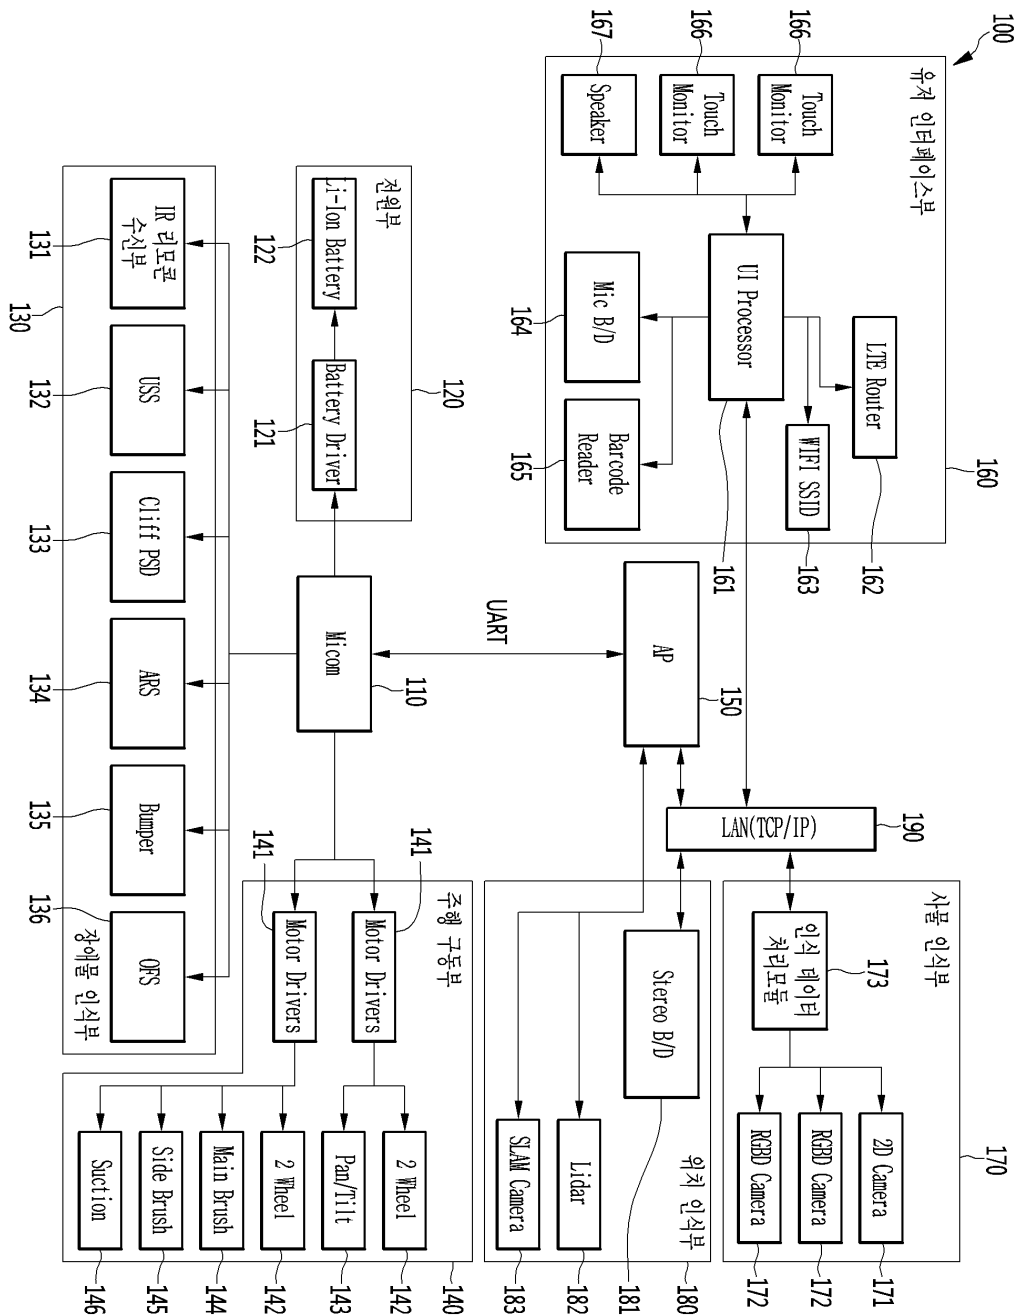 100
유저 인터페이스부
167
Speaker
166
Touch
Monitor
166
Touch
Monitor
UI Processor
161
164
Mic B/D
165
Barcode
Reader
LTE Router
162
WIFI SSID
163
160
전원부
122
Li-Ion Battery
121
Battery Driver
120
131
IR 리모콘
수신부
130
132
USS
133
Cliff PSD
134
ARS
135
Bumper
136
OFS
장애물 인식부
Micom
110
UART
AP
150
LAN(TCP/IP)
190
주행 구동부
141
Motor Drivers
141
Motor Drivers
Suction
146
Side Brush
145
Main Brush
144
2 Wheel
142
Pan/Tilt
143
2 Wheel
142
140
위치 인식부
Stereo B/D
181
Lidar
182
SLAM Camera
183
180
사물 인식부
인식 데이터
처리모듈
173
RGBD Camera
172
RGBD Camera
172
2D Camera
171
170